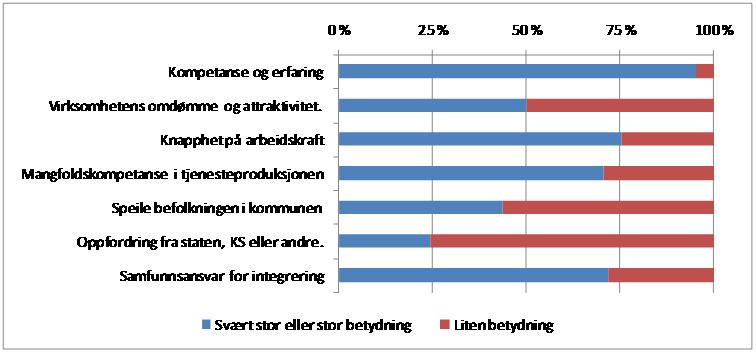 0% 25% 50% 75% 100%
Kompetanse og erfaring
Virksomhetens omdømme og attraktivitet.
Knapphet på arbeidskraft
Mangfoldskompetanse i tjenesteproduksjonen
Speile befolkningen i kommunen
Oppfordring fra staten, KS eller andre.
Samfunnsansvar for integrering
Svært stor eller stor betydning Liten betydning